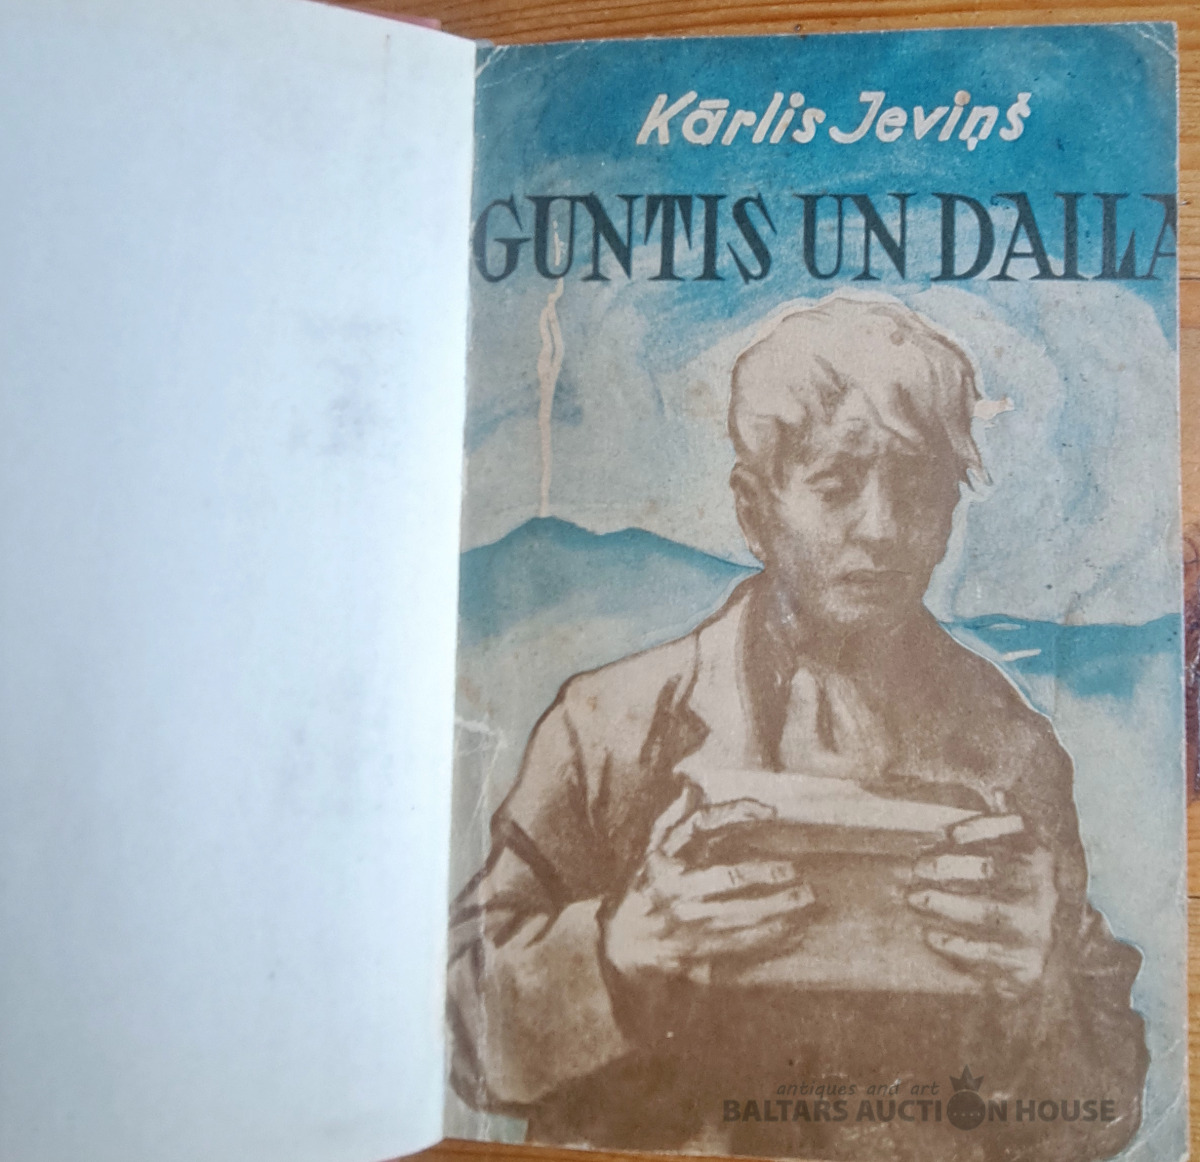 Kārlis Jeviņš
GUNTIS UN DAILA
antiques and art
BALTARS AUCTION HOUSE